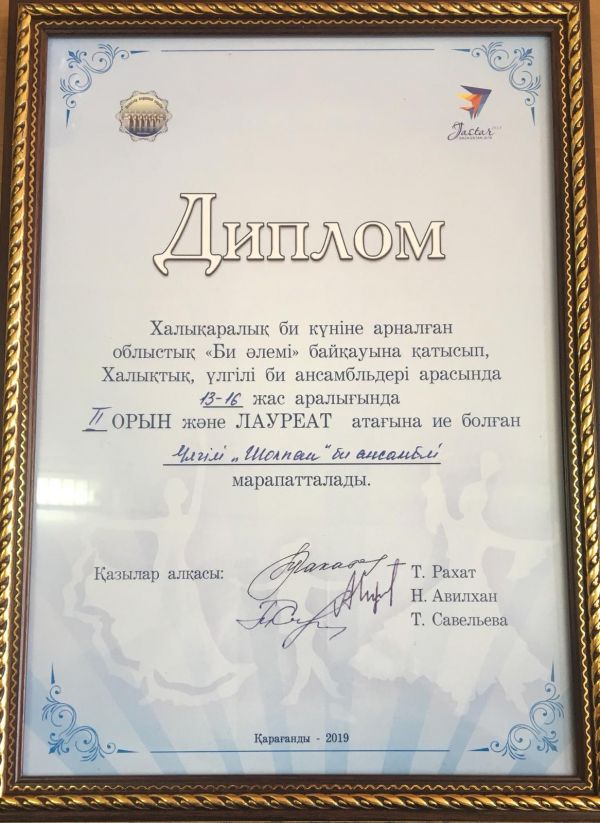 Jastar
Диплом
Халықаралық би күніне арналған
облыстық «Би әлемі» байқауына қатысып,
Халықтық, үлгілі би ансамбльдері арасында
13-16 жас аралығында
II ОРЫН және ЛАУРЕАТ атағына ие болған
Үлгілі „Шолпан" би ансамблі
марапатталады.
Қазылар алқасы:
Т. Рахат
Н. Авилхан
Т. Савельева
Қарағанды - 2019